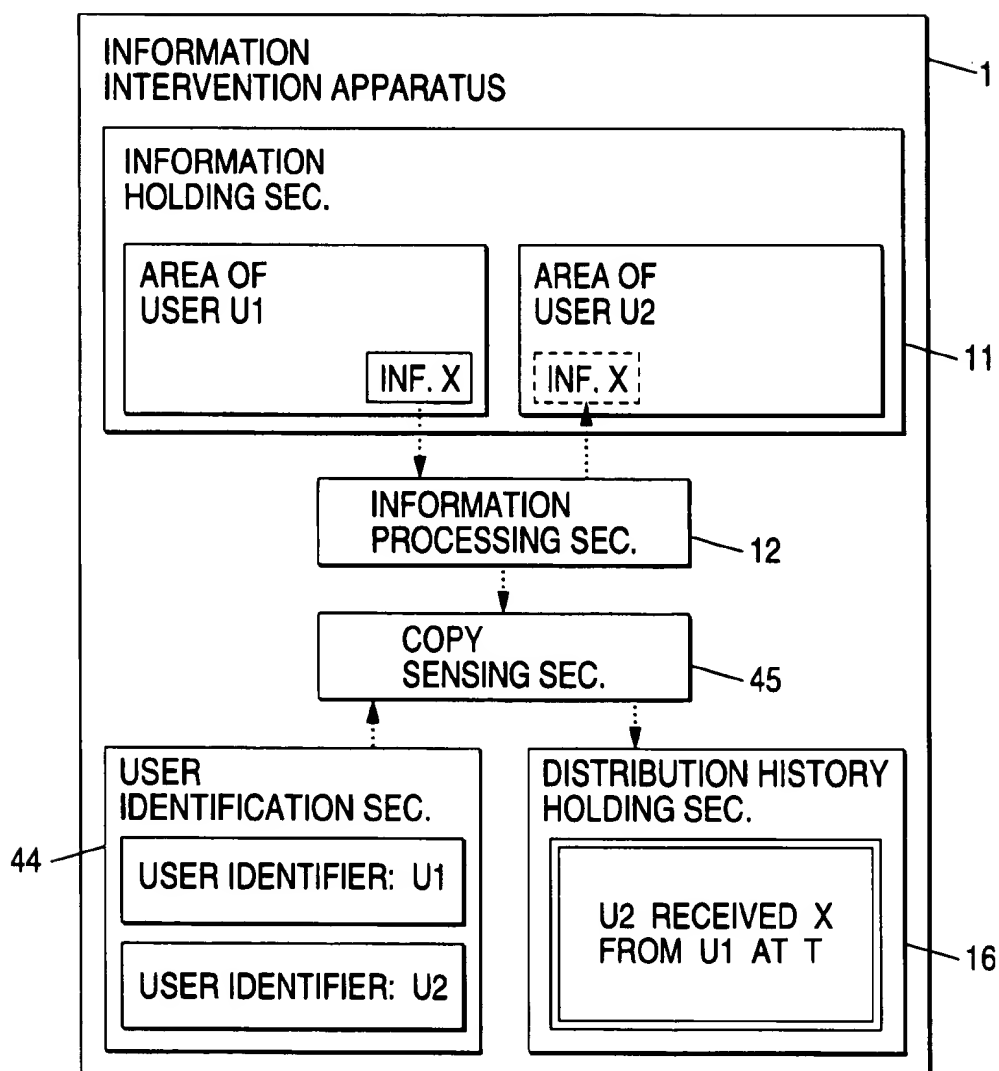 INFORMATION
INTERVENTION APPARATUS
1
INFORMATION
HOLDING SEC.
AREA OF
USER U1
INF. X
AREA OF
USER U2
INF. X
11
INFORMATION
PROCESSING SEC.
12
COPY
SENSING SEC.
45
USER
IDENTIFICATION SEC.
44
USER IDENTIFIER: U1
USER IDENTIFIER: U2
DISTRIBUTION HISTORY
HOLDING SEC.
U2 RECEIVED X
FROM U1 AT T
16